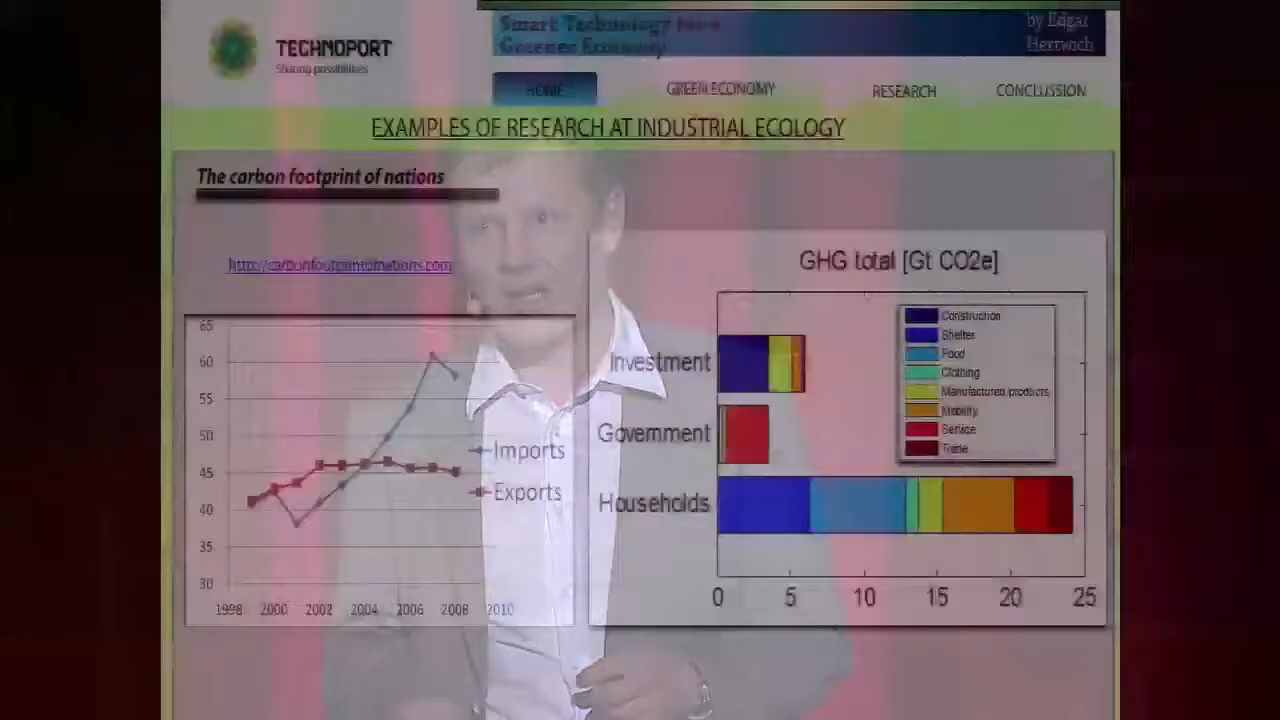 TECHNOPORT
Sharing possibilities
Smart Technology
Greener Economy
by Edgar
Hertwich
HOME
GREEN ECONOMY
RESEARCH
CONCLUSSION
EXAMPLES OF RESEARCH AT INDUSTRIAL ECOLOGY
The carbon footprint of nations
http://carbonfootprintofnations.com
65
60
55
50
45
40
35
30
1998 2000 2002 2004 2006 2008 2010
Imports
Exports
GHG total [Gt CO2e]
Construction
Shelter
Food
Clothing
Manufactured products
Mobility
Service
Trade
Investment
Government
Households
0 5 10 15 20 25